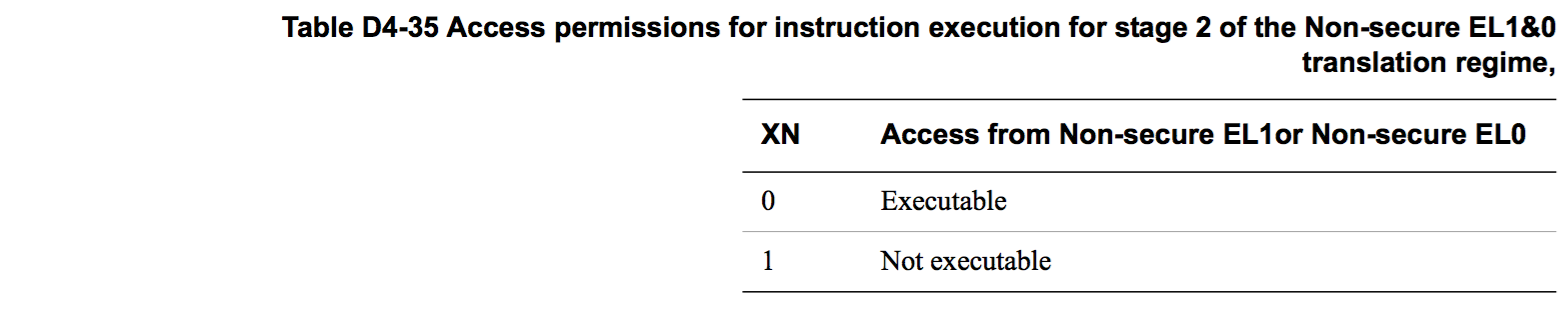 Table D4-35 Access permissions for instruction execution for stage 2 of the Non-secure EL1&0
translation regime,
XN Access from Non-secure EL1or Non-secure EL0
0 Executable
1 Not executable